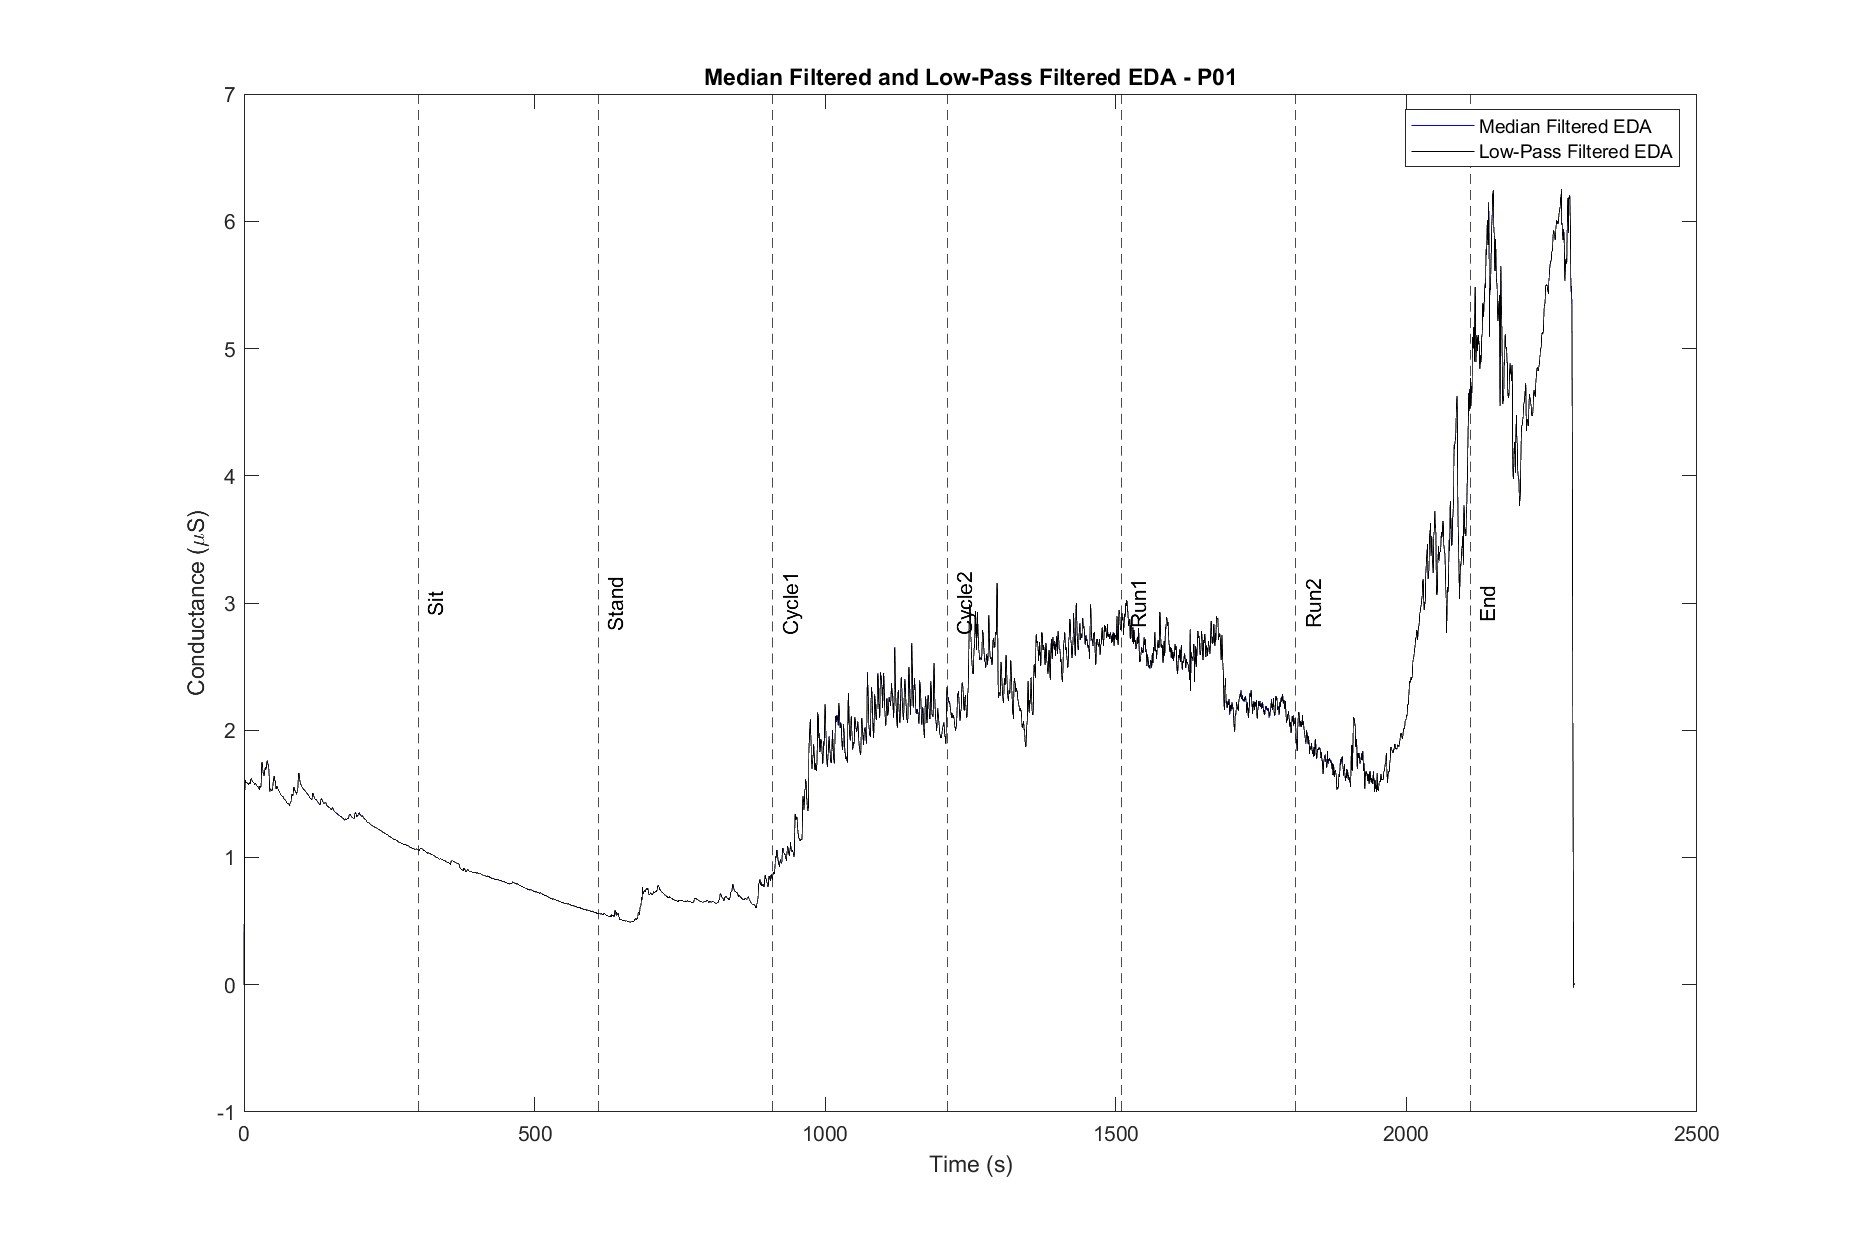 Median Filtered and Low-Pass Filtered EDA - P01
Median Filtered EDA
Low-Pass Filtered EDA
7
6
5
4
3
2
1
0
-1
Conductance (μS)
Sit
Stand
Cycle1
Cycle2
Run1
Run2
End
0
500
1000
1500
2000
2500
Time (s)